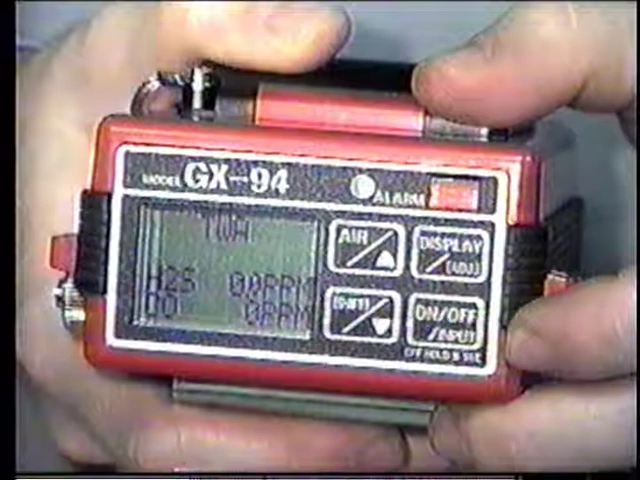 MODEL GX-94
ALARM
TWA
H2S 00PPM
CO 0PPM
AIR/▲
DISPLAY/(ADJ)
(SHIFT)/▼
ON/OFF/INPUT
OFF HOLD 5 SEC